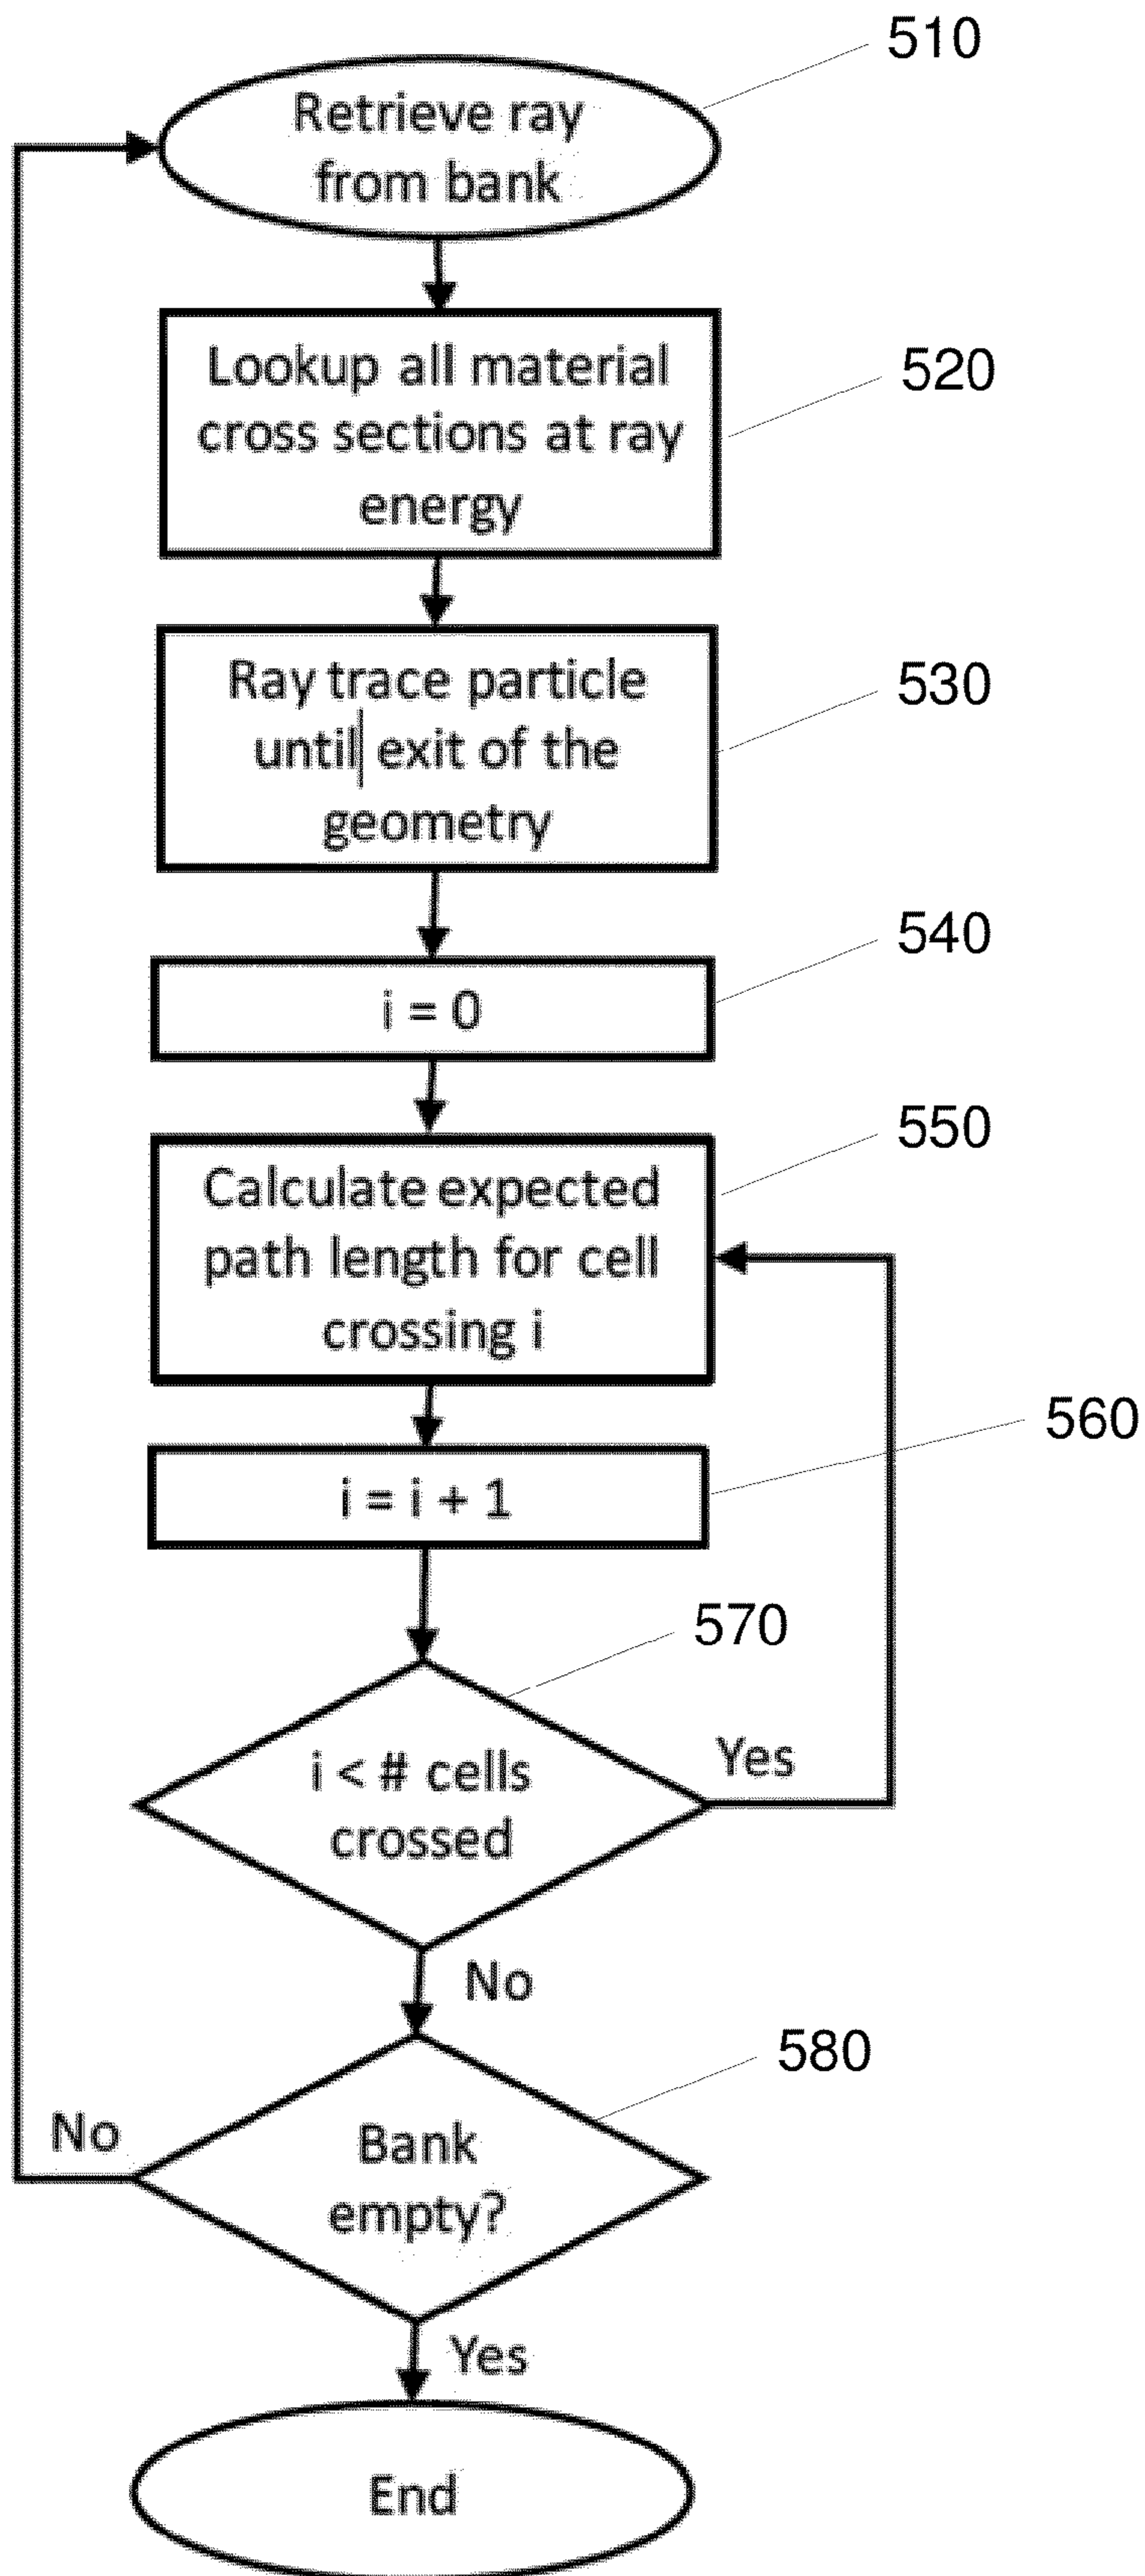 510
Retrieve ray
from bank
520
Lookup all material
cross sections at ray
energy
530
Ray trace particle
until exit of the
geometry
540
i = 0
550
Calculate expected
path length for cell
crossing i
560
i = i + 1
570
i < # cells
crossed
Yes
No
580
Bank
empty?
No
Yes
End